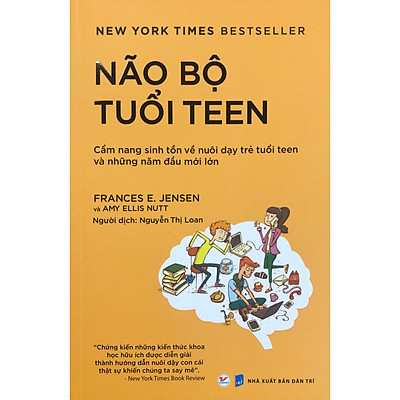 NEW YORK TIMES BESTSELLER
NÃO BỘ
TUỔI TEEN
Cẩm nang sinh tồn về nuôi dạy trẻ tuổi teen
và những năm đầu mới lớn
FRANCES E. JENSEN
và AMY ELLIS NUTT
Người dịch: Nguyễn Thị Loan
“Chứng kiến những kiến thức khoa
học hữu ích được diễn giải
thành hướng dẫn nuôi dạy con cái
thật sự khiến chúng ta say mê”.
- New York Times Book Review
NHÀ XUẤT BẢN DÂN TRÍ